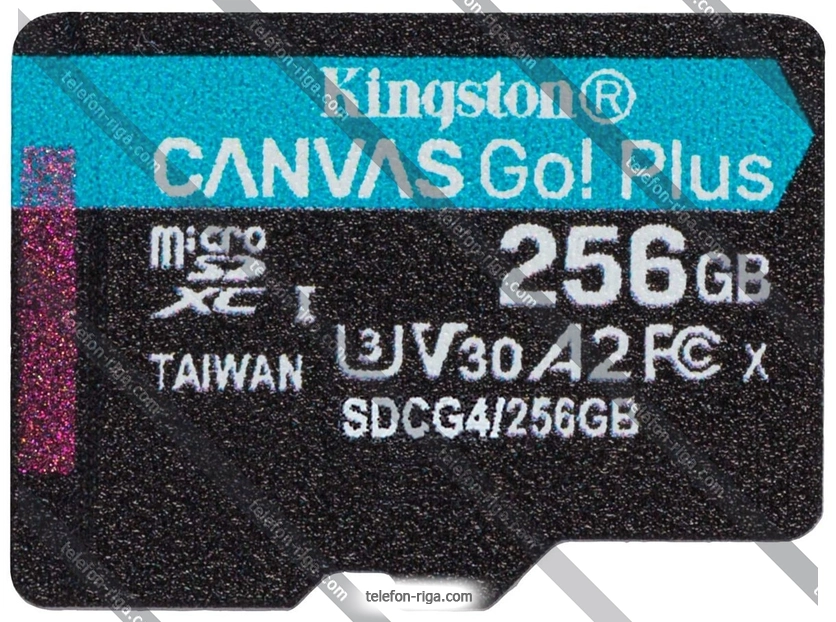 Kingston®
CANVAS Go! Plus
micro
SD
XC I
256GB
U3 V30 A2 FC X
TAIWAN
SDCG4/256GB
telefon-riga.com